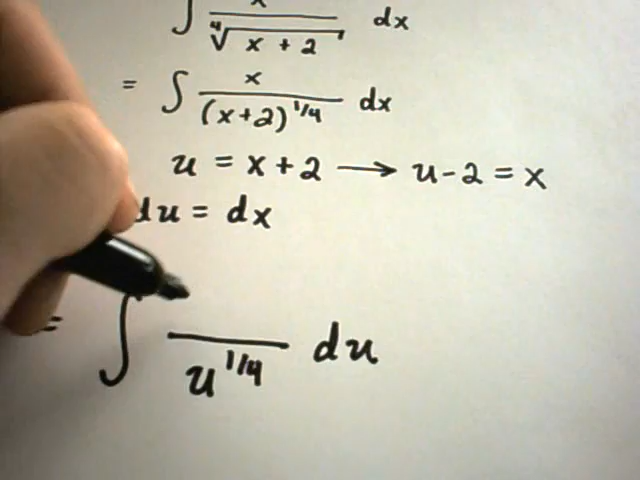 ∫ x / ∜(x + 2) dx
= ∫ x / (x+2)^1/4 dx
u = x + 2 → u - 2 = x
du = dx
= ∫ / u^1/4 du